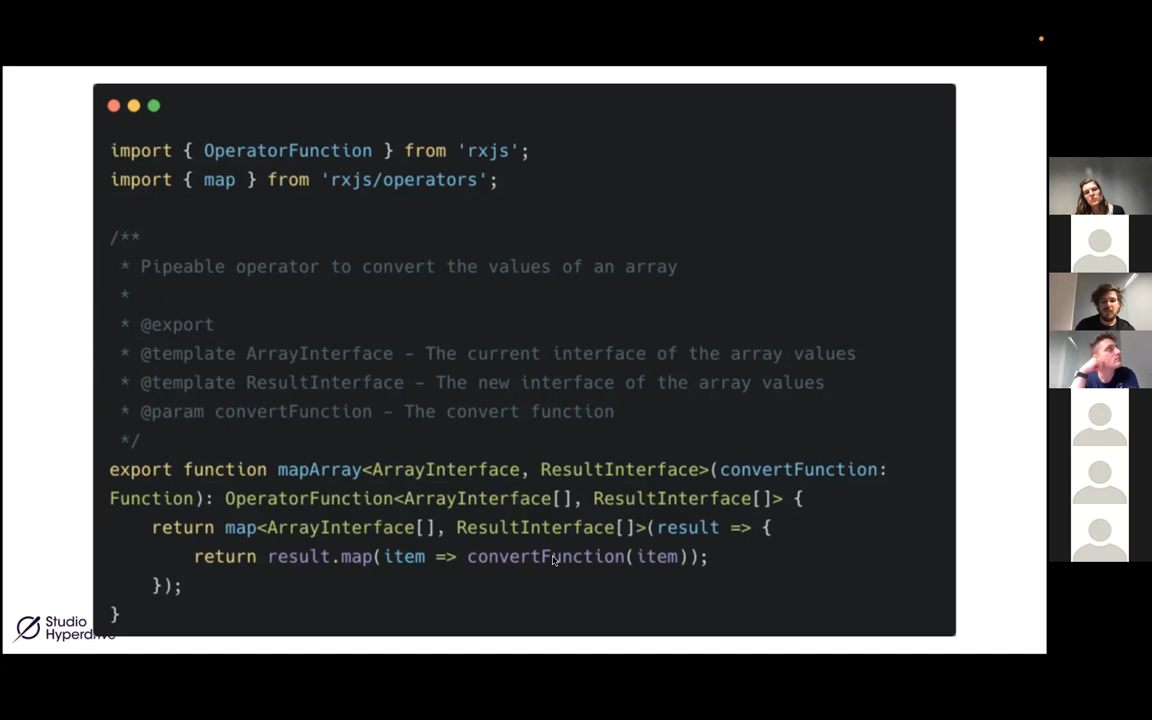 import { OperatorFunction } from 'rxjs';
import { map } from 'rxjs/operators';
/**
 * Pipeable operator to convert the values of an array
 *
 * @export
 * @template ArrayInterface - The current interface of the array values
 * @template ResultInterface - The new interface of the array values
 * @param convertFunction - The convert function
 */
export function mapArray<ArrayInterface, ResultInterface>(convertFunction:
Function): OperatorFunction<ArrayInterface[], ResultInterface[]> {
    return map<ArrayInterface[], ResultInterface[]>(result => {
        return result.map(item => convertFunction(item));
    });
}
Studio
Hyperdrive